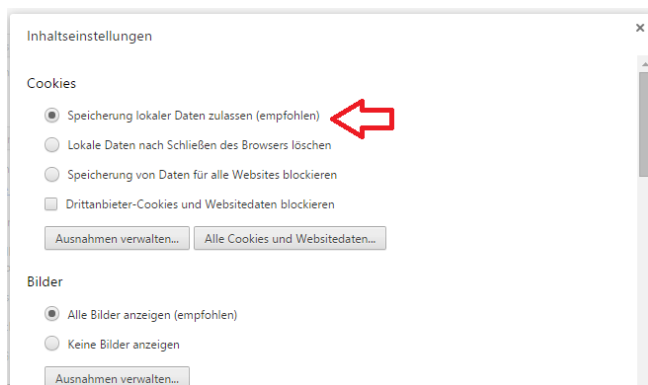 Inhaltseinstellungen
Cookies
Speicherung lokaler Daten zulassen (empfohlen)
Lokale Daten nach Schließen des Browsers löschen
Speicherung von Daten für alle Websites blockieren
Drittanbieter-Cookies und Websitedaten blockieren
Ausnahmen verwalten... Alle Cookies und Websitedaten...
Bilder
Alle Bilder anzeigen (empfohlen)
Keine Bilder anzeigen
Ausnahmen verwalten...